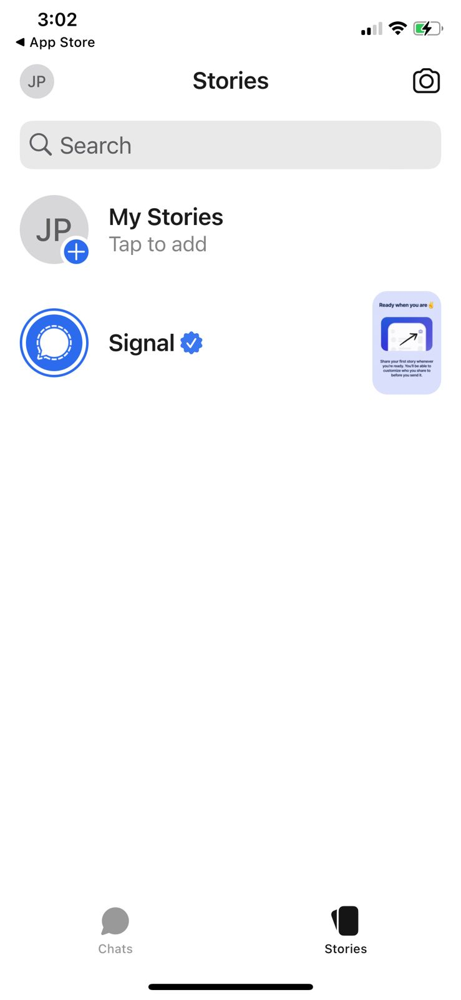 3:02
◀ App Store
JP
Stories
Search
JP
My Stories
Tap to add
Signal
Ready when you are✌️
Share your first story whenever
you're ready. You'll be able to
customize who you share to
before you send it.
Chats
Stories